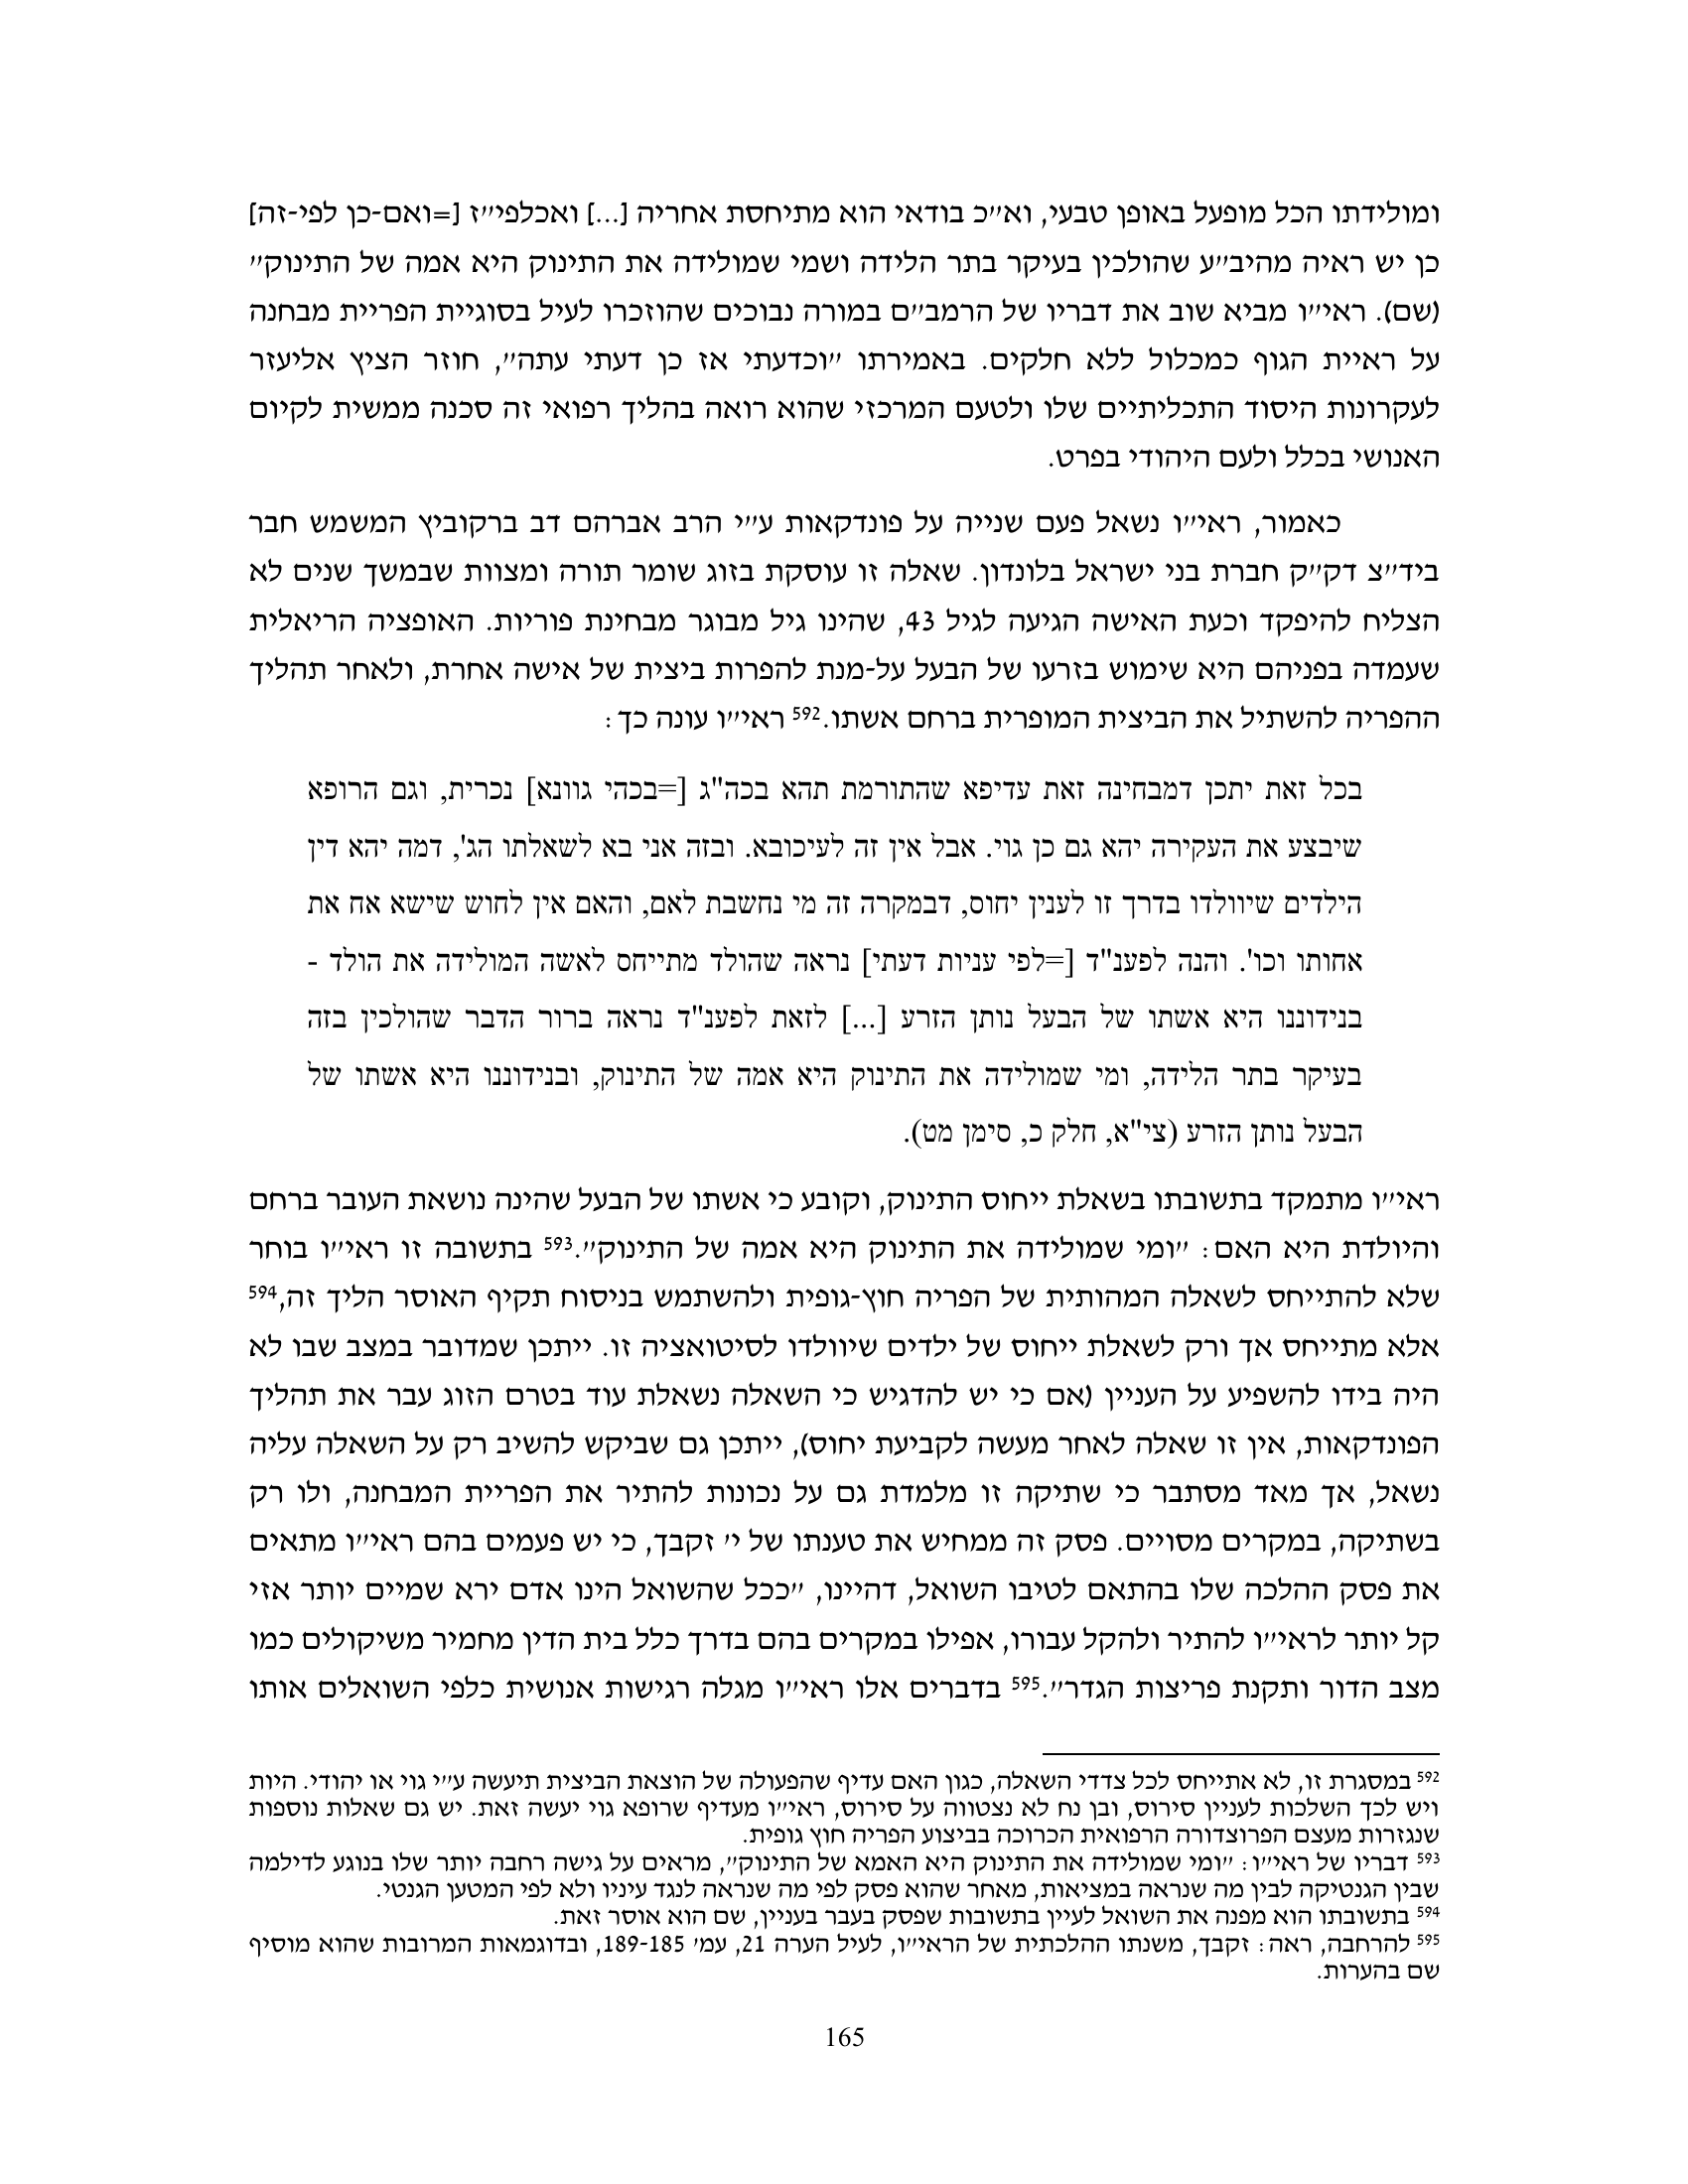 ומולידתו הכל מופעל באופן טבעי, וא״כ בודאי הוא מתיחסת אחריה [...] ואכלפי״ז [=ואם-כן לפי-זה]
כן יש ראיה מהיב״ע שהולכין בעיקר בתר הלידה ושמי שמולידה את התינוק היא אמה של התינוק״
(שם). ראי״ו מביא שוב את דבריו של הרמב״ם במורה נבוכים שהוזכרו לעיל בסוגיית הפריית מבחנה
על ראיית הגוף כמכלול ללא חלקים. באמירתו ״וכדעתי אז כן דעתי עתה״, חוזר הציץ אליעזר
לעקרונות היסוד התכליתיים שלו ולטעם המרכזי שהוא רואה בהליך רפואי זה סכנה ממשית לקיום
האנושי בכלל ולעם היהודי בפרט.
כאמור, ראי״ו נשאל פעם שנייה על פונדקאות ע״י הרב אברהם דב ברקוביץ המשמש חבר
ביד״צ דק״ק חברת בני ישראל בלונדון. שאלה זו עוסקת בזוג שומר תורה ומצוות שבמשך שנים לא
הצליח להיפקד וכעת האישה הגיעה לגיל 43, שהינו גיל מבוגר מבחינת פוריות. האופציה הריאלית
שעמדה בפניהם היא שימוש בזרעו של הבעל על-מנת להפרות ביצית של אישה אחרת, ולאחר תהליך
ההפריה להשתיל את הביצית המופרית ברחם אשתו.592 ראי״ו עונה כך:
בכל זאת יתכן דמבחינה זאת עדיפא שהתורמת תהא בכה"ג [=בכהי גוונא] נכרית, וגם הרופא
שיבצע את העקירה יהא גם כן גוי. אבל אין זה לעיכובא. ובזה אני בא לשאלתו הג', דמה יהא דין
הילדים שיוולדו בדרך זו לענין יחוס, דבמקרה זה מי נחשבת לאם, והאם אין לחוש שישא אח את
אחותו וכו'. והנה לפענ"ד [=לפי עניות דעתי] נראה שהולד מתייחס לאשה המולידה את הולד -
בנידוננו היא אשתו של הבעל נותן הזרע [...] לזאת לפענ"ד נראה ברור הדבר שהולכין בזה
בעיקר בתר הלידה, ומי שמולידה את התינוק היא אמה של התינוק, ובנידוננו היא אשתו של
הבעל נותן הזרע (צי"א, חלק כ, סימן מט).
ראי״ו מתמקד בתשובתו בשאלת ייחוס התינוק, וקובע כי אשתו של הבעל שהינה נושאת העובר ברחם
והיולדת היא האם: ״ומי שמולידה את התינוק היא אמה של התינוק״.593 בתשובה זו ראי״ו בוחר
שלא להתייחס לשאלה המהותית של הפריה חוץ-גופית ולהשתמש בניסוח תקיף האוסר הליך זה,594
אלא מתייחס אך ורק לשאלת ייחוס של ילדים שיוולדו לסיטואציה זו. ייתכן שמדובר במצב שבו לא
היה בידו להשפיע על העניין (אם כי יש להדגיש כי השאלה נשאלת עוד בטרם הזוג עבר את תהליך
הפונדקאות, אין זו שאלה לאחר מעשה לקביעת יחוס), ייתכן גם שביקש להשיב רק על השאלה עליה
נשאל, אך מאד מסתבר כי שתיקה זו מלמדת גם על נכונות להתיר את הפריית המבחנה, ולו רק
בשתיקה, במקרים מסויים. פסק זה ממחיש את טענתו של י׳ זקבך, כי יש פעמים בהם ראי״ו מתאים
את פסק ההלכה שלו בהתאם לטיבו השואל, דהיינו, ״ככל שהשואל הינו אדם ירא שמיים יותר אזי
קל יותר לראי״ו להתיר ולהקל עבורו, אפילו במקרים בהם בדרך כלל בית הדין מחמיר משיקולים כמו
מצב הדור ותקנת פריצות הגדר״.595 בדברים אלו ראי״ו מגלה רגישות אנושית כלפי השואלים אותו
592 במסגרת זו, לא אתייחס לכל צדדי השאלה, כגון האם עדיף שהפעולה של הוצאת הביצית תיעשה ע״י גוי או יהודי. היות
ויש לכך השלכות לעניין סירוס, ובן נח לא נצטווה על סירוס, ראי״ו מעדיף שרופא גוי יעשה זאת. יש גם שאלות נוספות
שנגזרות מעצם הפרוצדורה הרפואית הכרוכה בביצוע הפריה חוץ גופית.
593 דבריו של ראי״ו: ״ומי שמולידה את התינוק היא האמא של התינוק״, מראים על גישה רחבה יותר שלו בנוגע לדילמה
שבין הגנטיקה לבין מה שנראה במציאות, מאחר שהוא פסק לפי מה שנראה לנגד עיניו ולא לפי המטען הגנטי.
594 בתשובתו הוא מפנה את השואל לעיין בתשובות שפסק בעבר בעניין, שם הוא אוסר זאת.
595 להרחבה, ראה: זקבך, משנתו ההלכתית של הראי״ו, לעיל הערה 21, עמ׳ 189-185, ובדוגמאות המרובות שהוא מוסיף
שם בהערות.
165